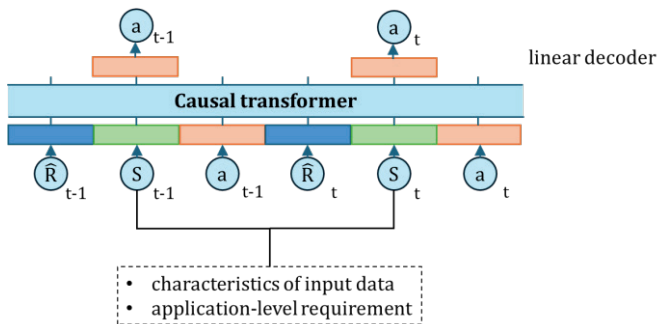 a t-1 a t
linear decoder
Causal transformer
R̂ t-1 S t-1 a t-1 R̂ t S t a t
• characteristics of input data
• application-level requirement